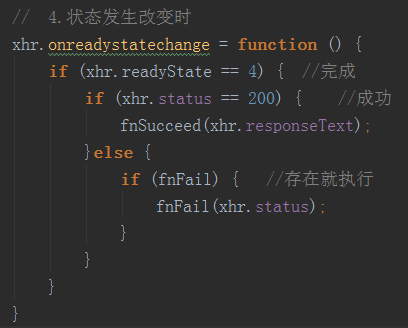 // 4.状态发生改变时
xhr.onreadystatechange = function () {
    if (xhr.readyState == 4) {  //完成
        if (xhr.status == 200) {    //成功
            fnSucceed(xhr.responseText);
        }else {
            if (fnFail) {   //存在就执行
                fnFail(xhr.status);
            }
        }
    }
}